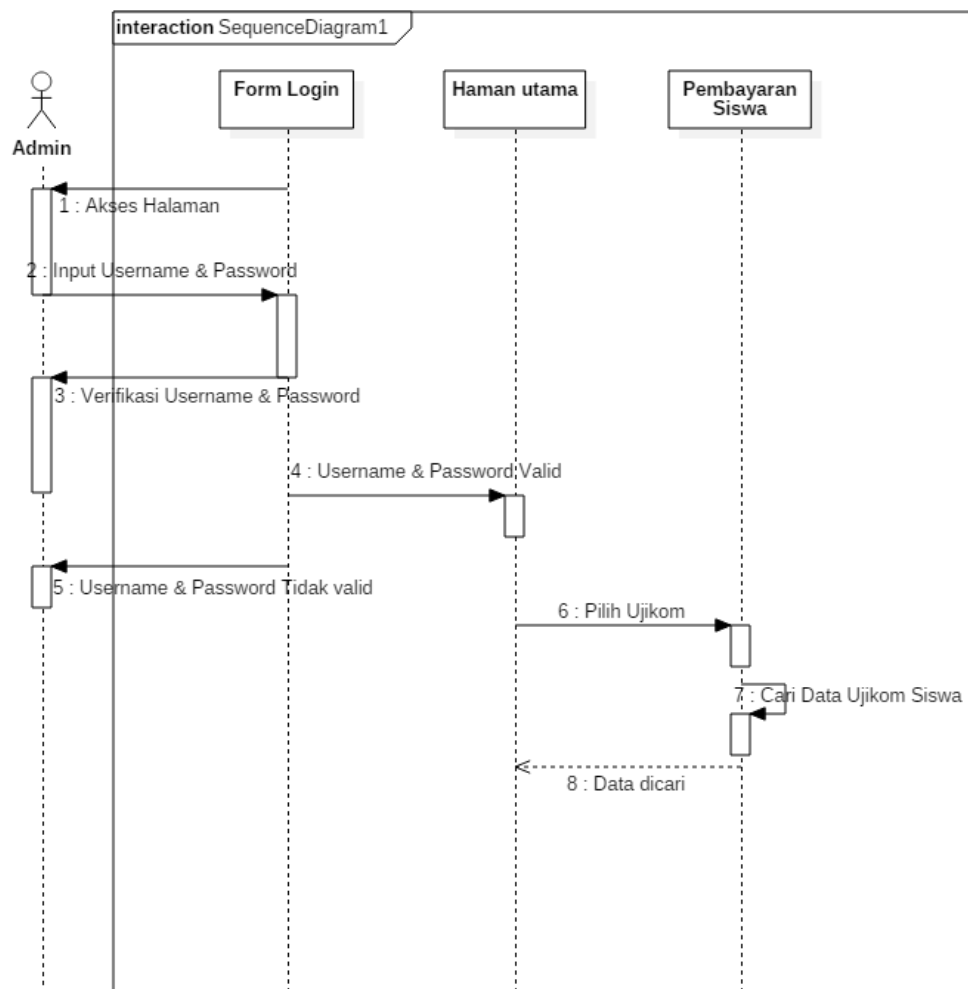 interaction SequenceDiagram1
Form Login
Haman utama
Pembayaran
Siswa
Admin
1 : Akses Halaman
2 : Input Username & Password
3 : Verifikasi Username & Password
4 : Username & Password Valid
5 : Username & Password Tidak valid
6 : Pilih Ujikom
7 : Cari Data Ujikom Siswa
8 : Data dicari